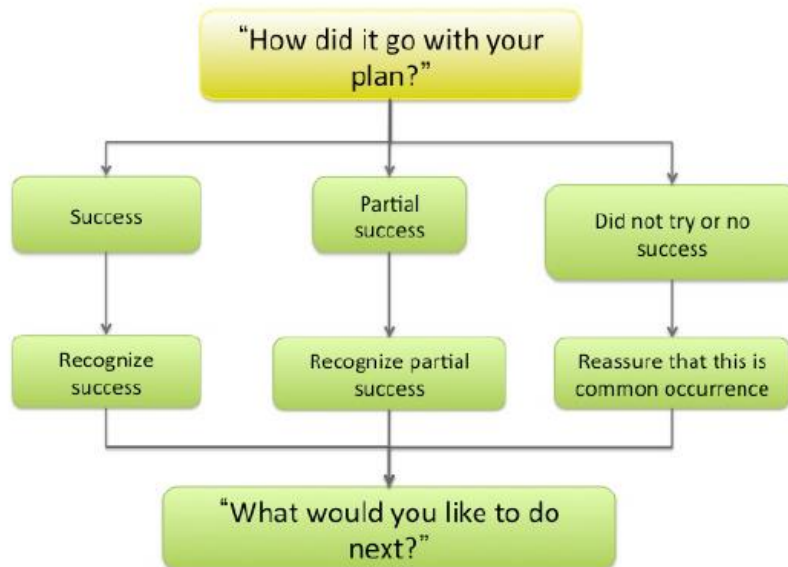 “How did it go with your
plan?”
Success
Partial
success
Did not try or no
success
Recognize
success
Recognize partial
success
Reassure that this is
common occurrence
“What would you like to do
next?”